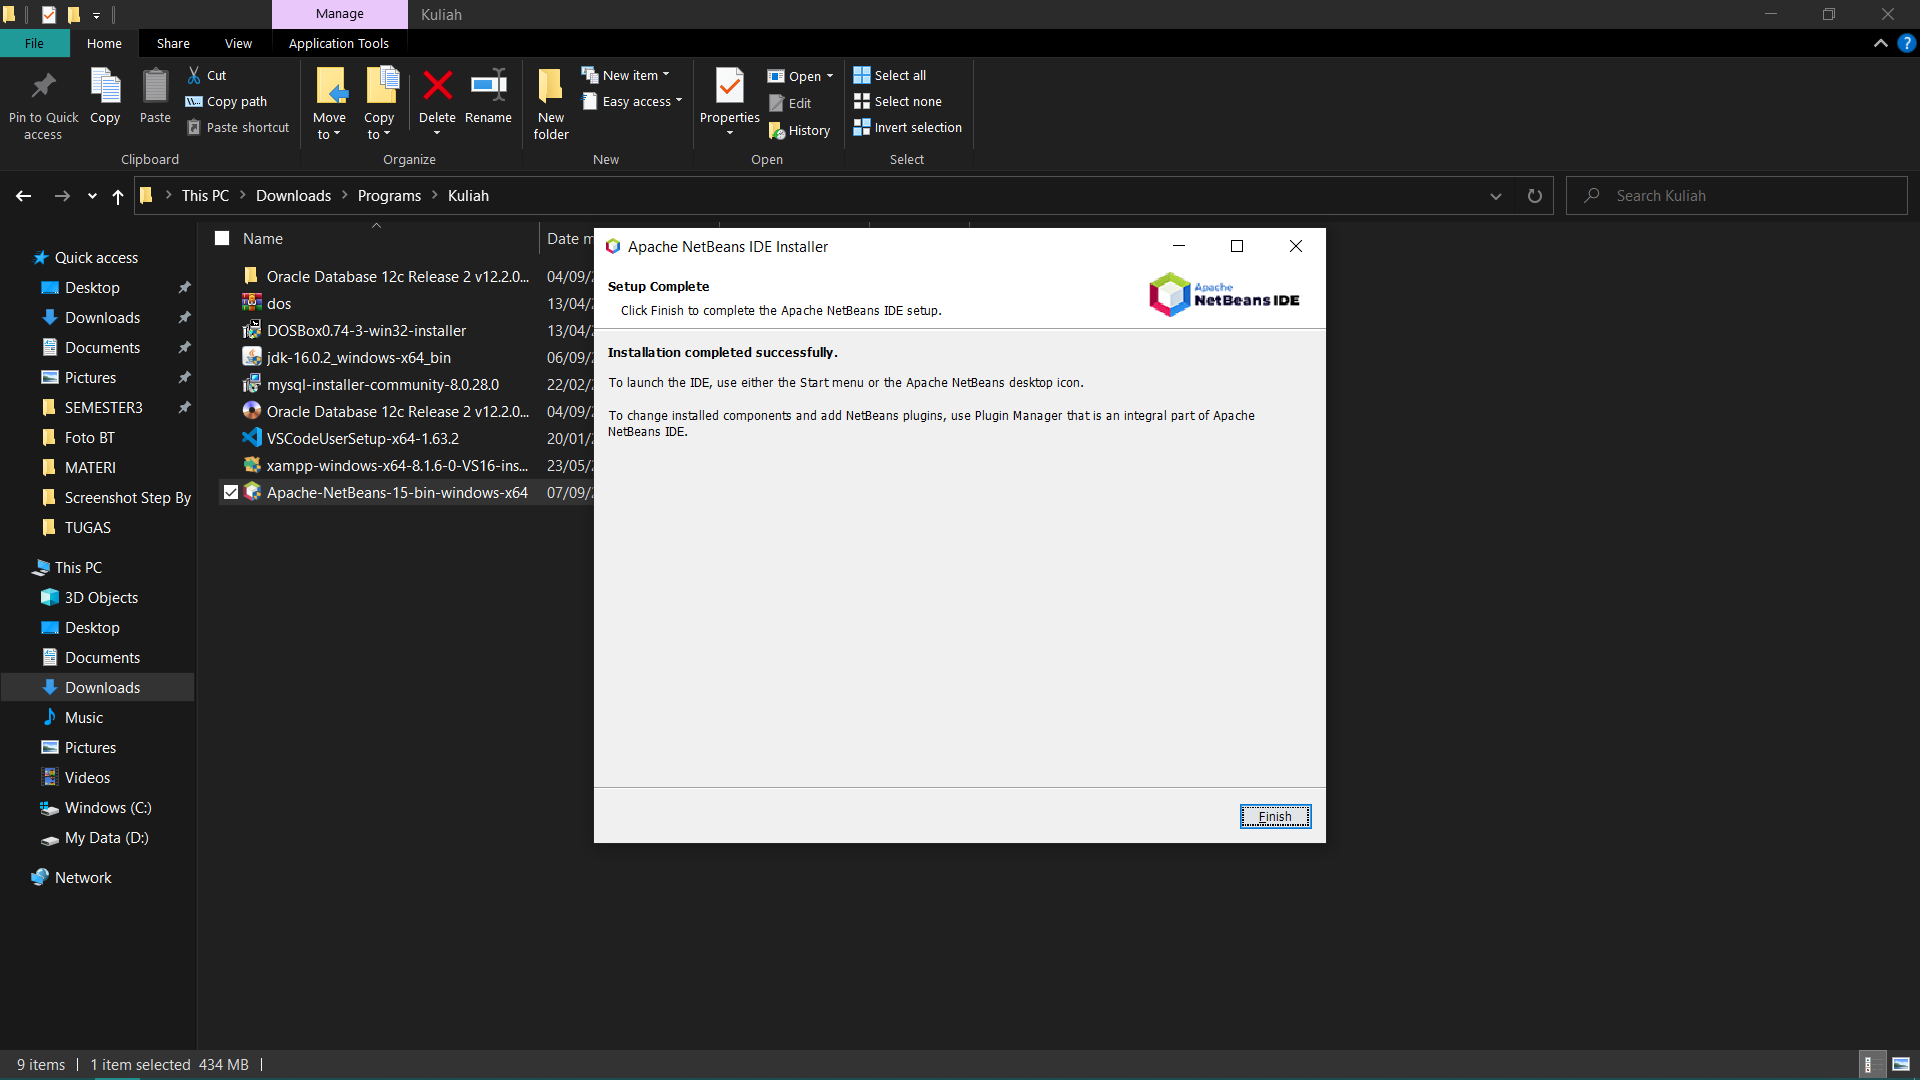 Manage
Kuliah
File
Home
Share
View
Application Tools
Pin to Quick access
Copy
Paste
Cut
Copy path
Paste shortcut
Clipboard
Move to
Copy to
Delete
Rename
Organize
New folder
New item
Easy access
New
Properties
Open
Edit
History
Open
Select all
Select none
Invert selection
Select
This PC
Downloads
Programs
Kuliah
Search Kuliah
Quick access
Desktop
Downloads
Documents
Pictures
SEMESTER3
Foto BT
MATERI
Screenshot Step By
TUGAS
This PC
3D Objects
Desktop
Documents
Downloads
Music
Pictures
Videos
Windows (C:)
My Data (D:)
Network
Name
Date m
Oracle Database 12c Release 2 v12.2.0... 04/09/
dos 13/04/
DOSBox0.74-3-win32-installer 13/04/
jdk-16.0.2_windows-x64_bin 06/09/
mysql-installer-community-8.0.28.0 22/02/
Oracle Database 12c Release 2 v12.2.0... 04/09/
VSCodeUserSetup-x64-1.63.2 20/01/
xampp-windows-x64-8.1.6-0-VS16-ins... 23/05/
Apache-NetBeans-15-bin-windows-x64 07/09/
Apache NetBeans IDE Installer
Setup Complete
Click Finish to complete the Apache NetBeans IDE setup.
Apache
NetBeans IDE
Installation completed successfully.
To launch the IDE, use either the Start menu or the Apache NetBeans desktop icon.
To change installed components and add NetBeans plugins, use Plugin Manager that is an integral part of Apache
NetBeans IDE.
Finish
9 items
1 item selected 434 MB